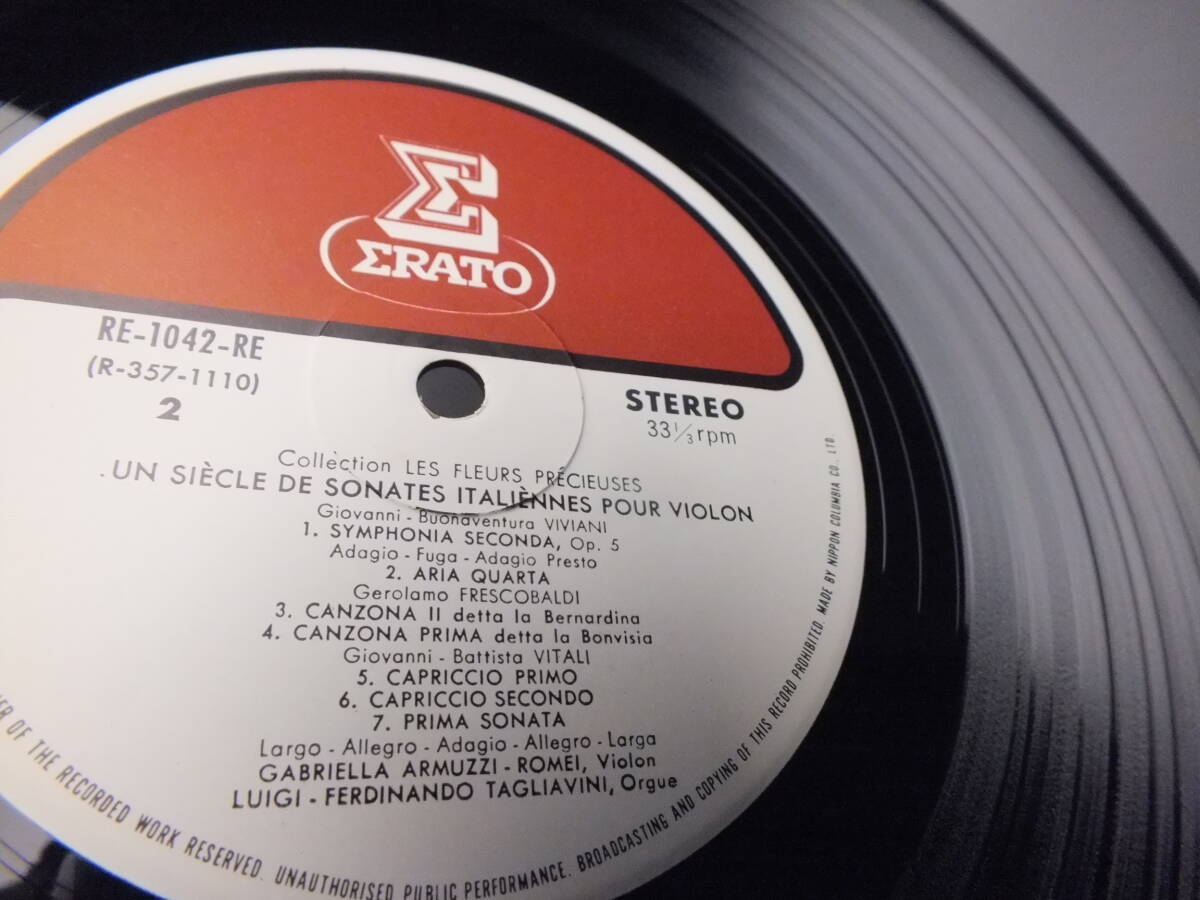 ΣRATO
RE-1042-RE
(R-357-1110)
2
STEREO
33 1/3 rpm
Collection LES FLEURS PRÉCIEUSES
UN SIÈCLE DE SONATES ITALIÈNNES POUR VIOLON
Giovanni - Buonaventura VIVIANI
1. SYMPHONIA SECONDA, Op. 5
Adagio - Fuga - Adagio Presto
2. ARIA QUARTA
Gerolamo FRESCOBALDI
3. CANZONA II detta la Bernardina
4. CANZONA PRIMA detta la Bonvisia
Giovanni - Battista VITALI
5. CAPRICCIO PRIMO
6. CAPRICCIO SECONDO
7. PRIMA SONATA
Largo - Allegro - Adagio - Allegro - Larga
GABRIELLA ARMUZZI - ROMEI, Violon
LUIGI - FERDINANDO TAGLIAVINI, Orgue
OF THE RECORDED WORK RESERVED. UNAUTHORISED PUBLIC PERFORMANCE. BROADCASTING AND COPYING OF THIS RECORD PROHIBITED. MADE BY NIPPON COLUMBIA CO., LTD.